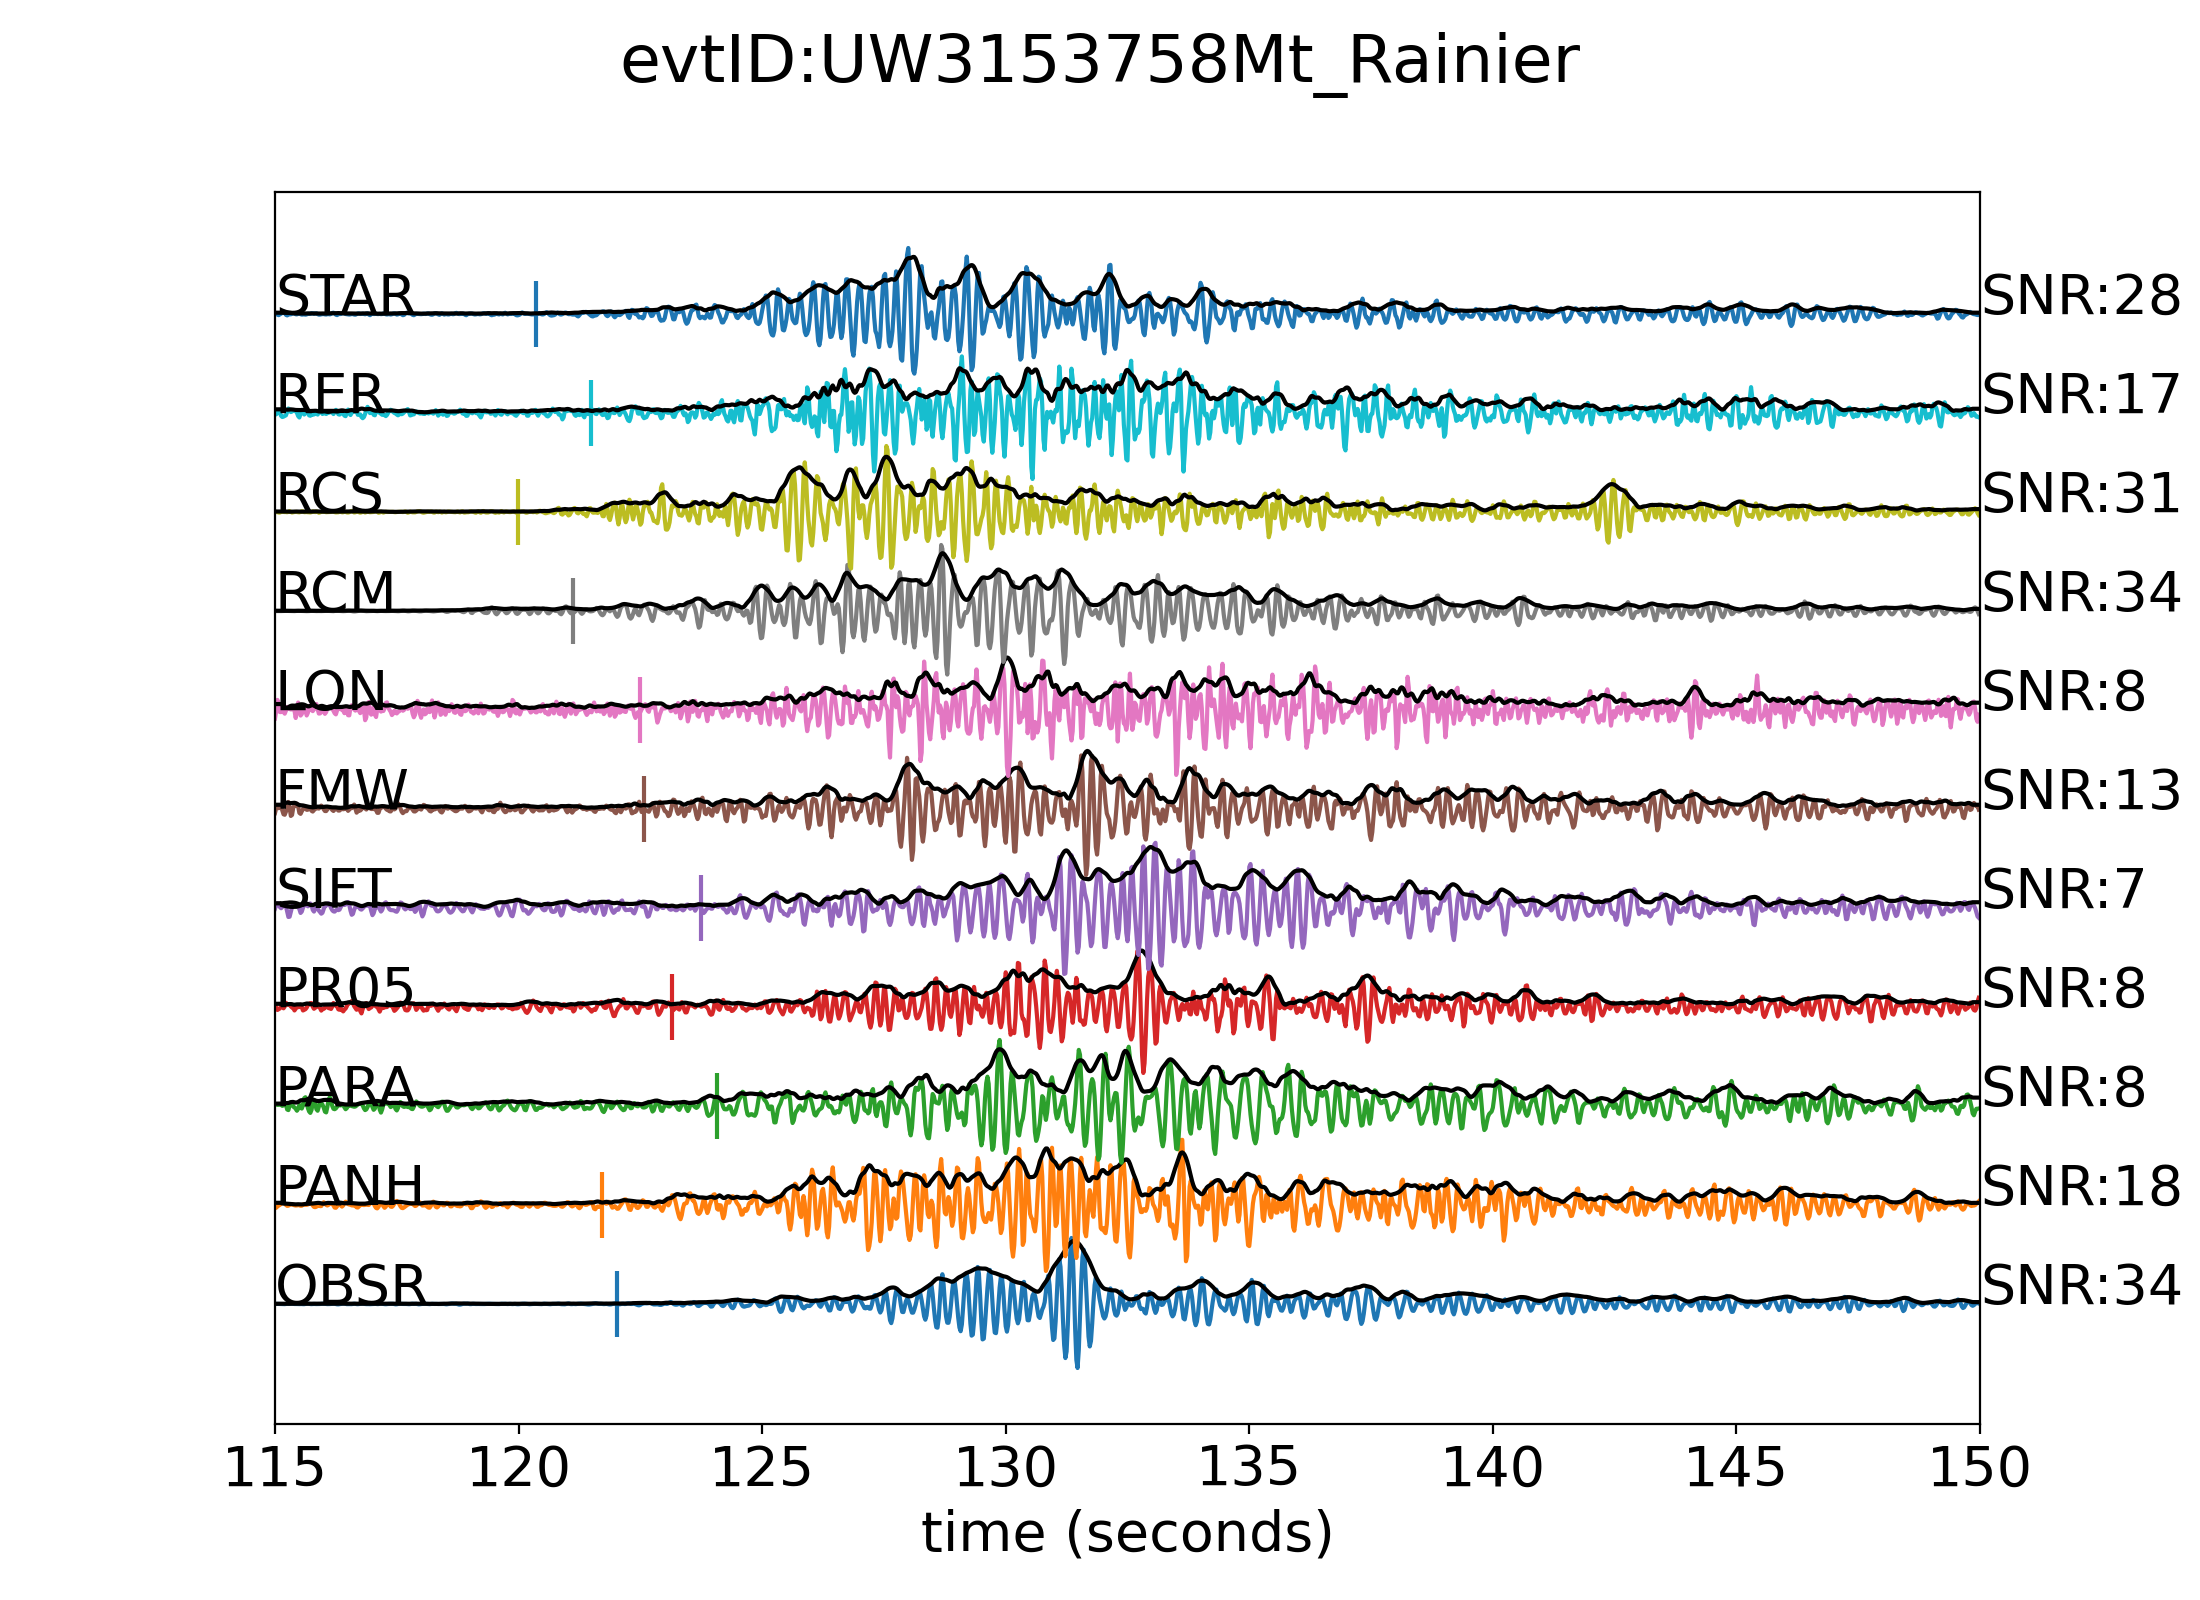 evtID:UW3153758Mt_Rainier
STAR SNR:28
RER SNR:17
RCS SNR:31
RCM SNR:34
LON SNR:8
FMW SNR:13
SIFT SNR:7
PR05 SNR:8
PARA SNR:8
PANH SNR:18
OBSR SNR:34
115 120 125 130 135 140 145 150
time (seconds)